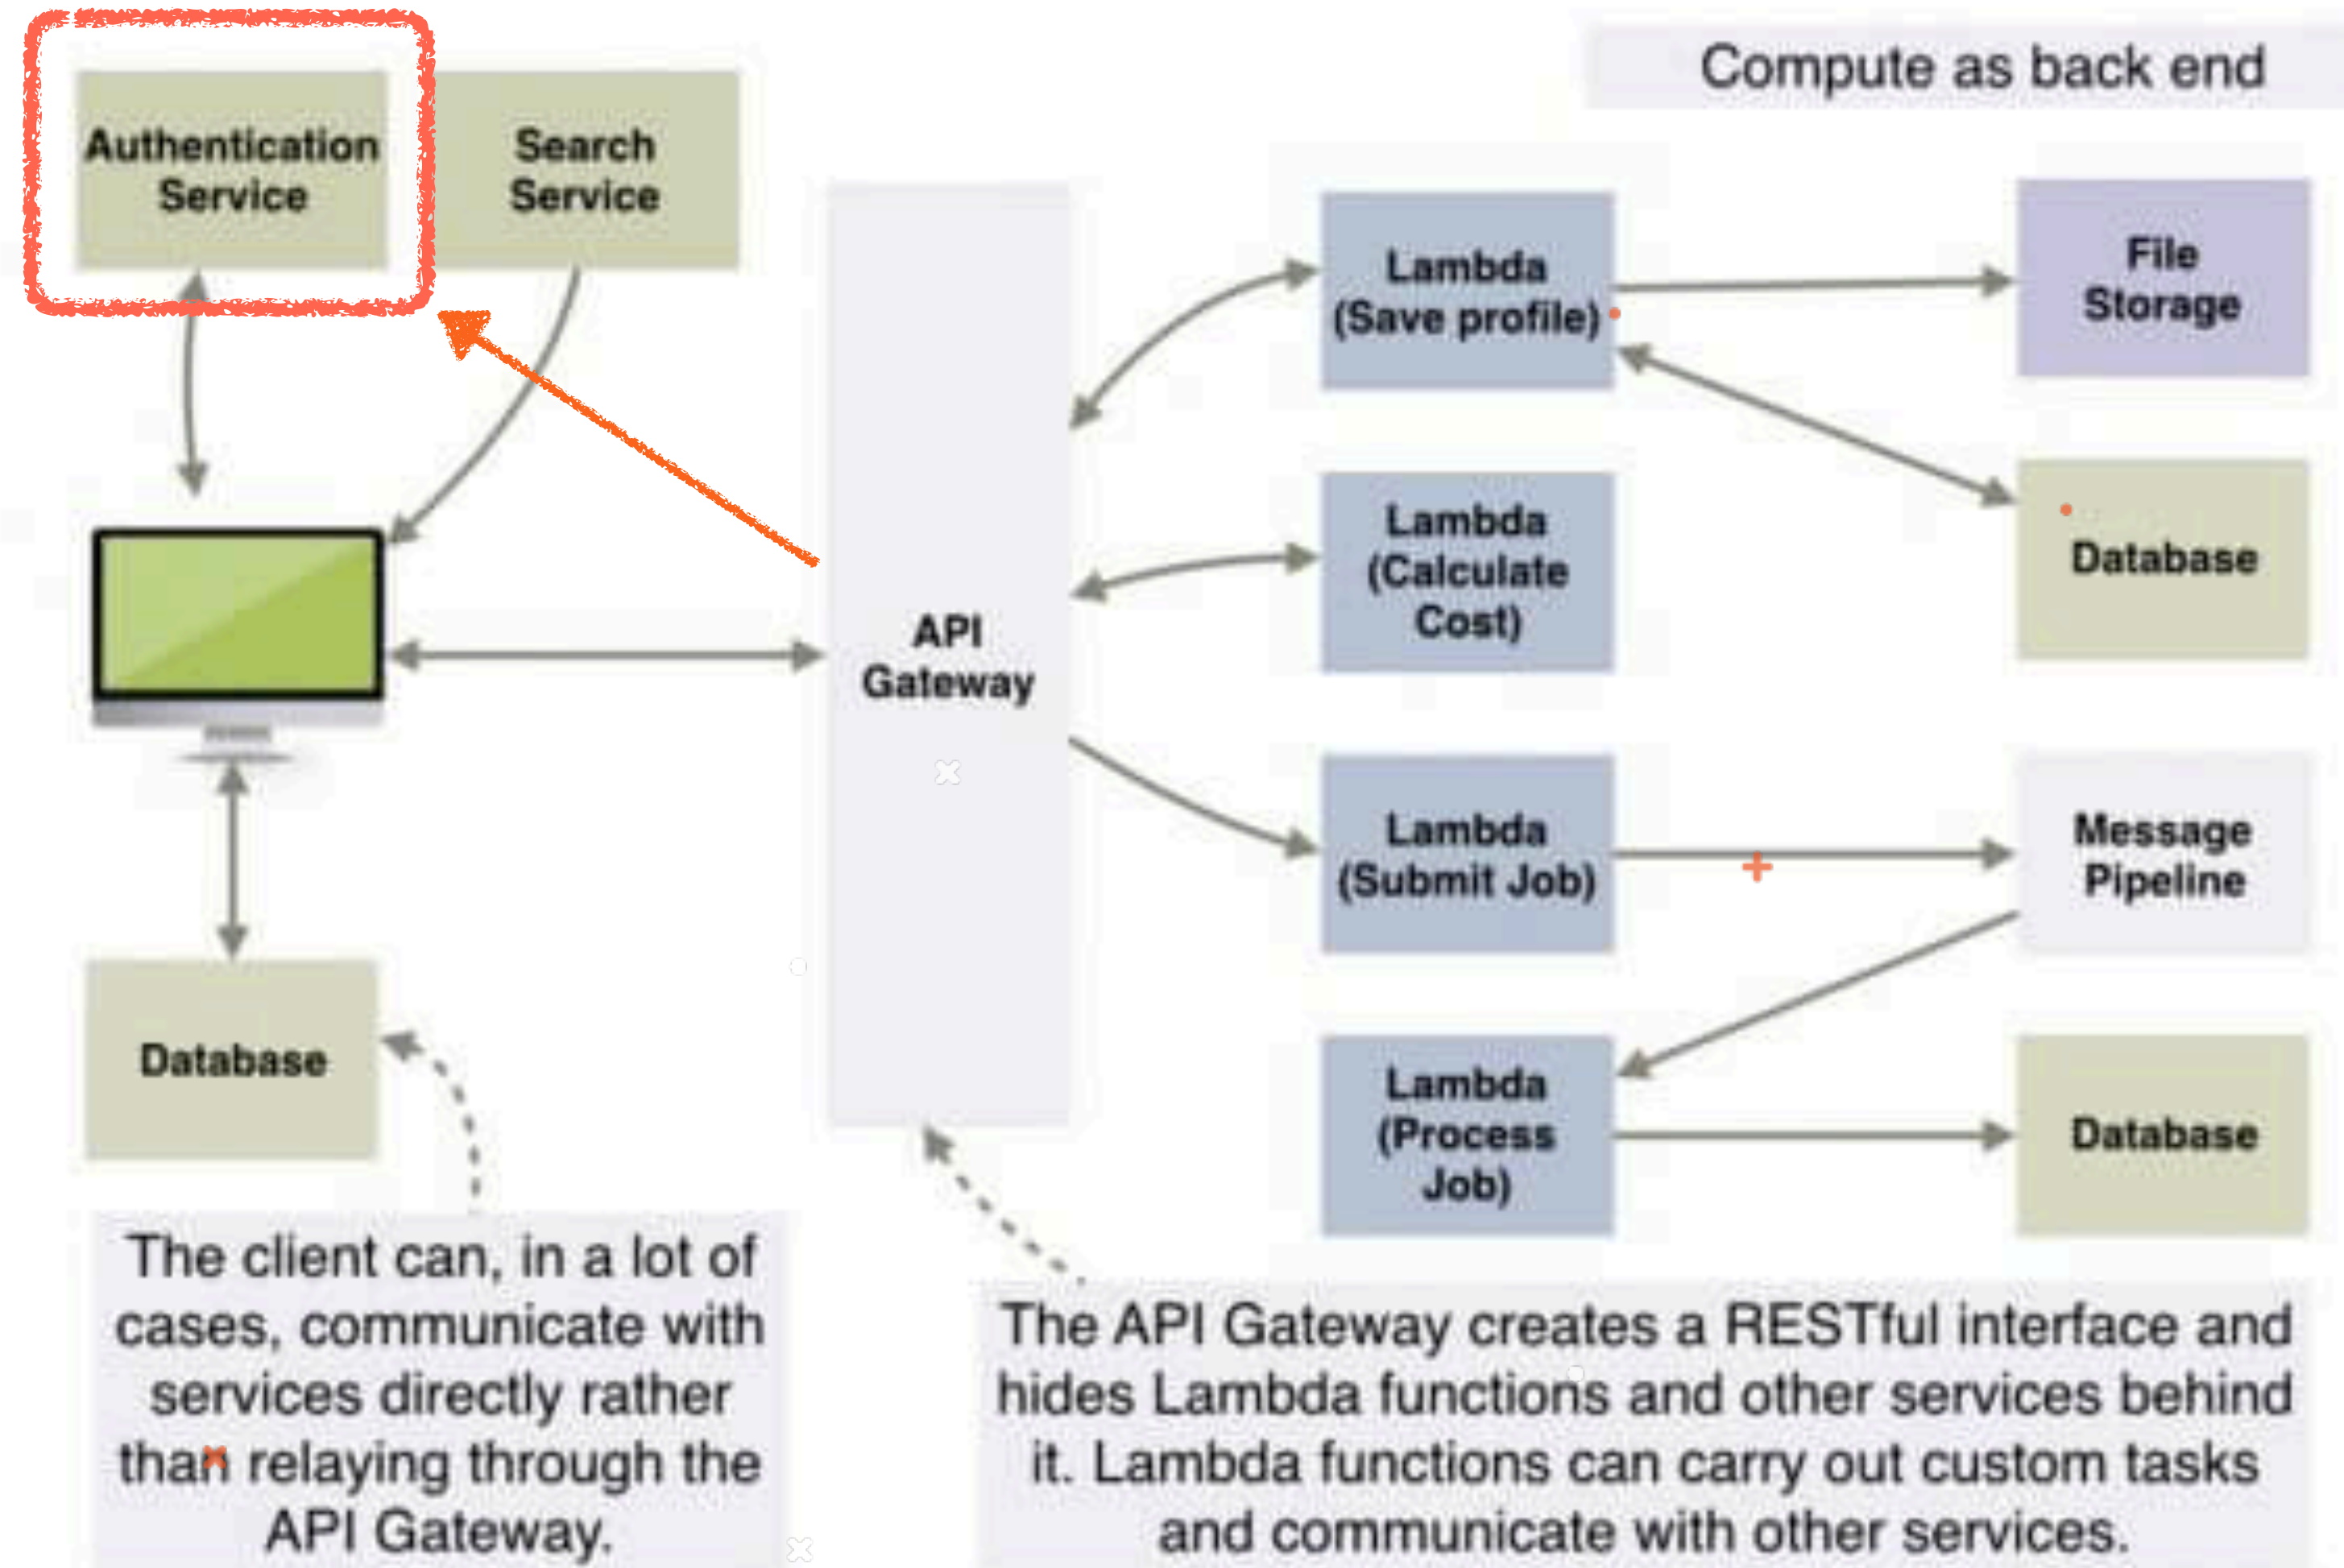 Compute as back end
Authentication
Service
Search
Service
Lambda
(Save profile)
File
Storage
Lambda
(Calculate
Cost)
Database
API
Gateway
Lambda
(Submit Job)
Message
Pipeline
Database
Lambda
(Process
Job)
Database
The client can, in a lot of
cases, communicate with
services directly rather
than relaying through the
API Gateway.
The API Gateway creates a RESTful interface and
hides Lambda functions and other services behind
it. Lambda functions can carry out custom tasks
and communicate with other services.